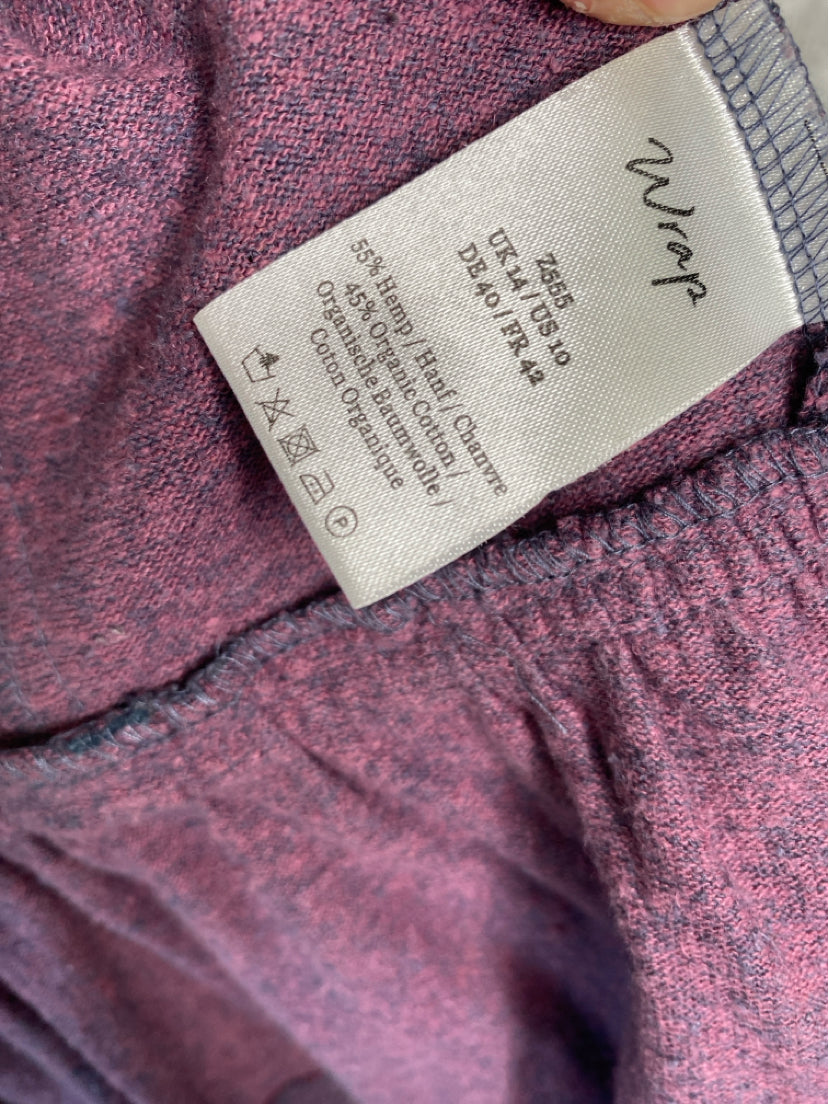 Wrap
Z565
UK 14 / US 10
DE 40 / FR 42
55% Hemp / Hanf / Chanvre
45% Organic Cotton /
Organische Baumwolle /
Coton Organique
P